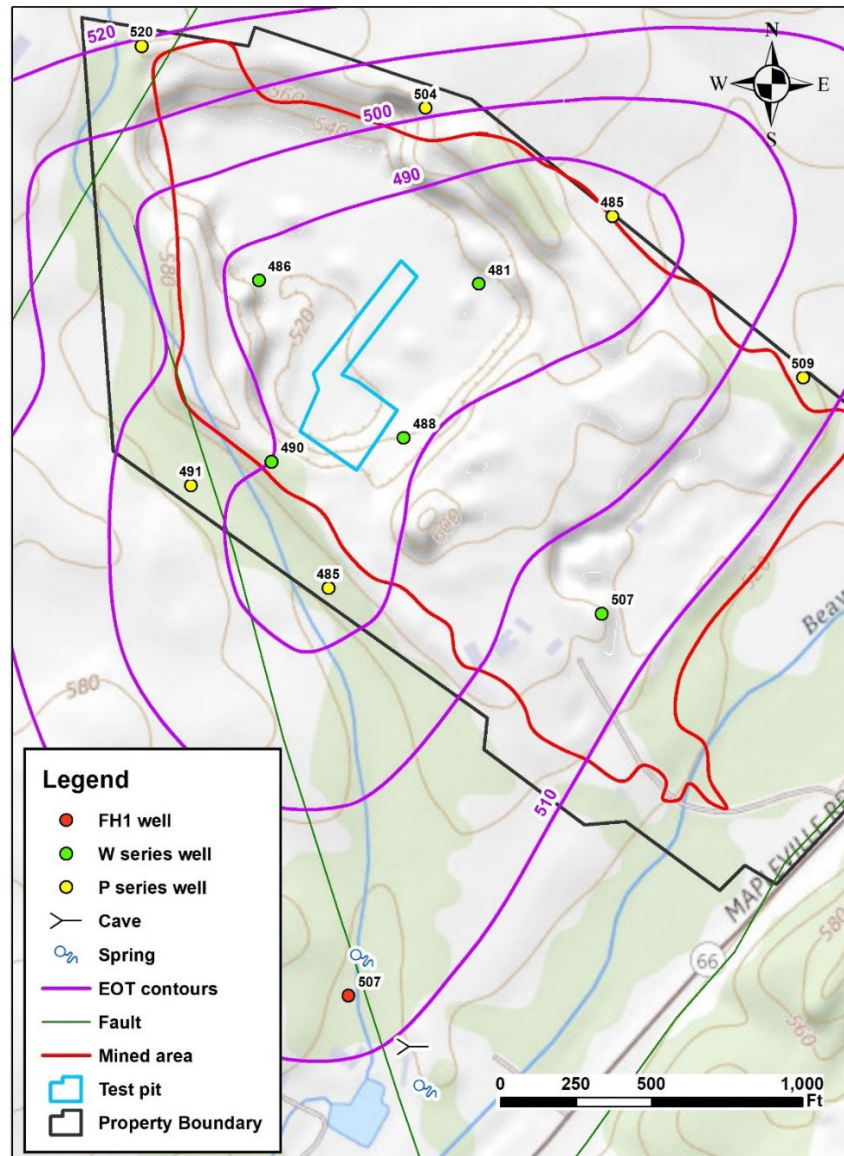 520
520
N
W E
S
504
560
500
540
490
485
486
481
580
520
509
488
490
491
600
485
507
520
Beav
580
510
MAPLEVILLE RD
66
580
560
507
Legend
FH1 well
W series well
P series well
Cave
Spring
EOT contours
Fault
Mined area
Test pit
Property Boundary
0 250 500 1,000
Ft